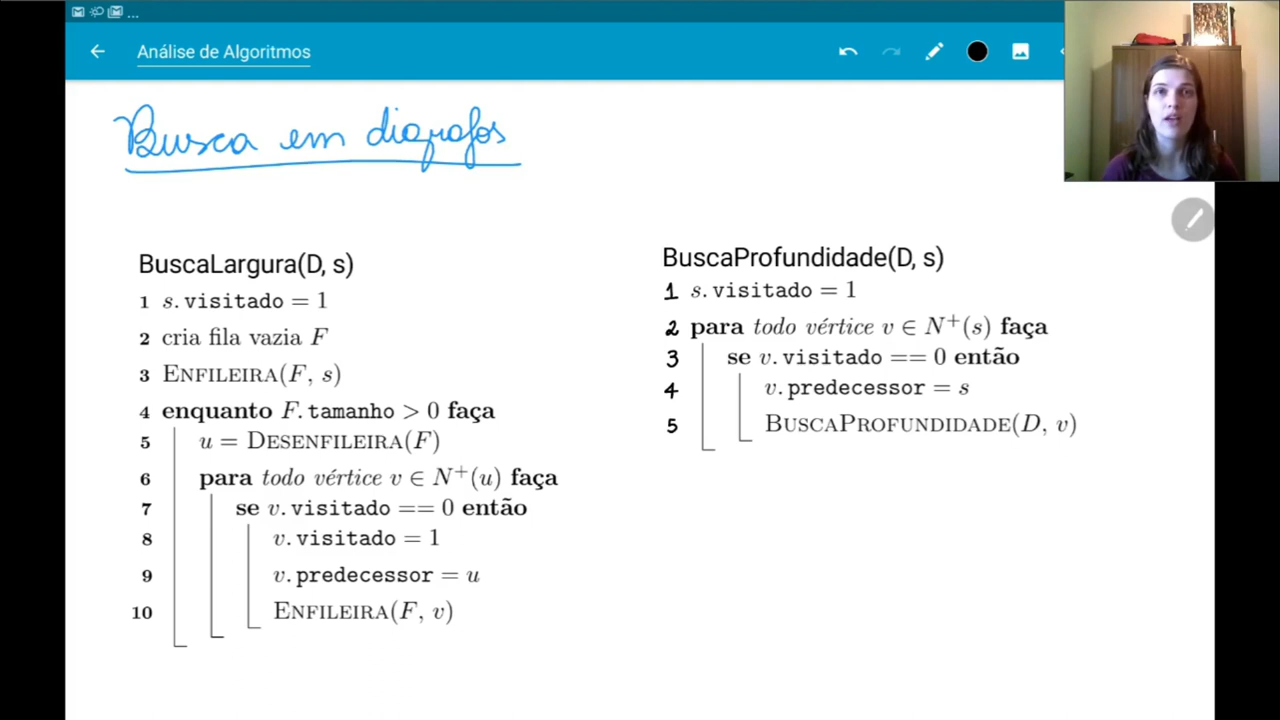 ...
Análise de Algoritmos
Busca em digrafos
BuscaLargura(D, s)
1 s.visitado = 1
2 cria fila vazia F
3 ENFILEIRA(F, s)
4 enquanto F.tamanho > 0 faça
5 u = DESENFILEIRA(F)
6 para todo vértice v ∈ N⁺(u) faça
7 se v.visitado == 0 então
8 v.visitado = 1
9 v.predecessor = u
10 ENFILEIRA(F, v)
BuscaProfundidade(D, s)
1 s.visitado = 1
2 para todo vértice v ∈ N⁺(s) faça
3 se v.visitado == 0 então
4 v.predecessor = s
5 BUSCAPROFUNDIDADE(D, v)